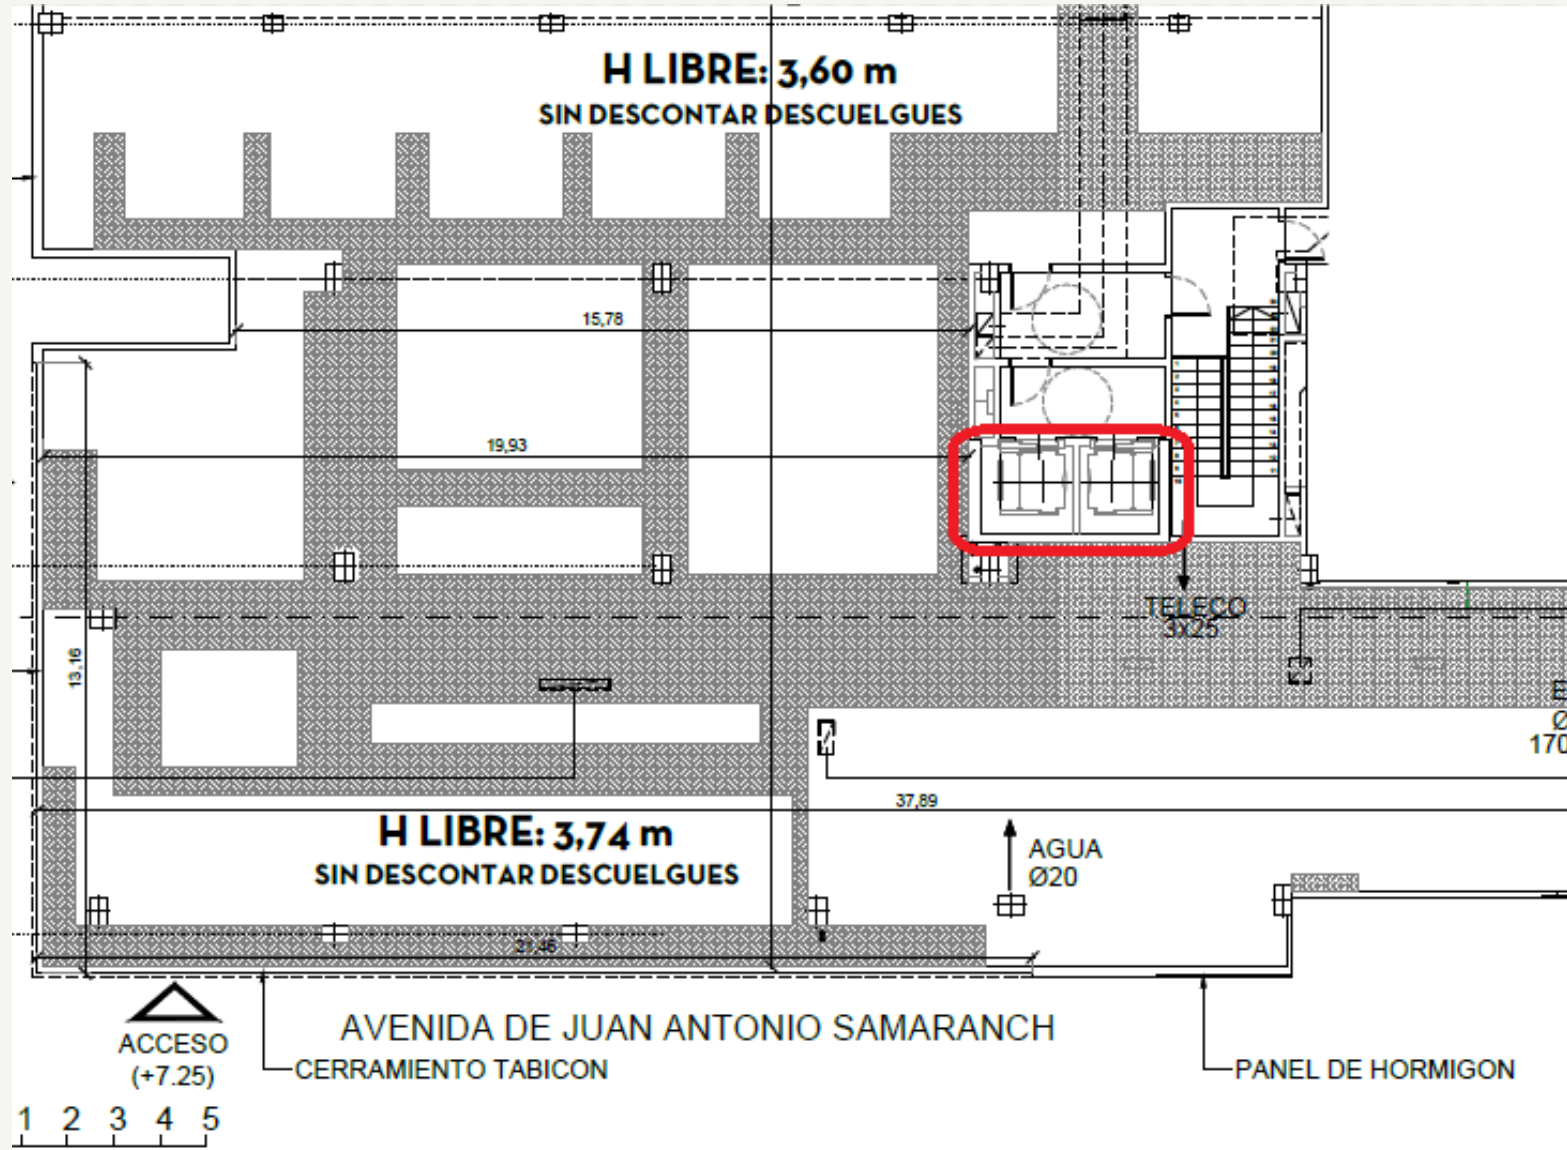 H LIBRE: 3,60 m
SIN DESCONTAR DESCUELGUES
15,78
19,93
TELECO
3x25
13,16
E
Ø
170
37,89
H LIBRE: 3,74 m
SIN DESCONTAR DESCUELGUES
AGUA
Ø20
21,46
ACCESO
(+7.25)
AVENIDA DE JUAN ANTONIO SAMARANCH
CERRAMIENTO TABICON
PANEL DE HORMIGON
1 2 3 4 5